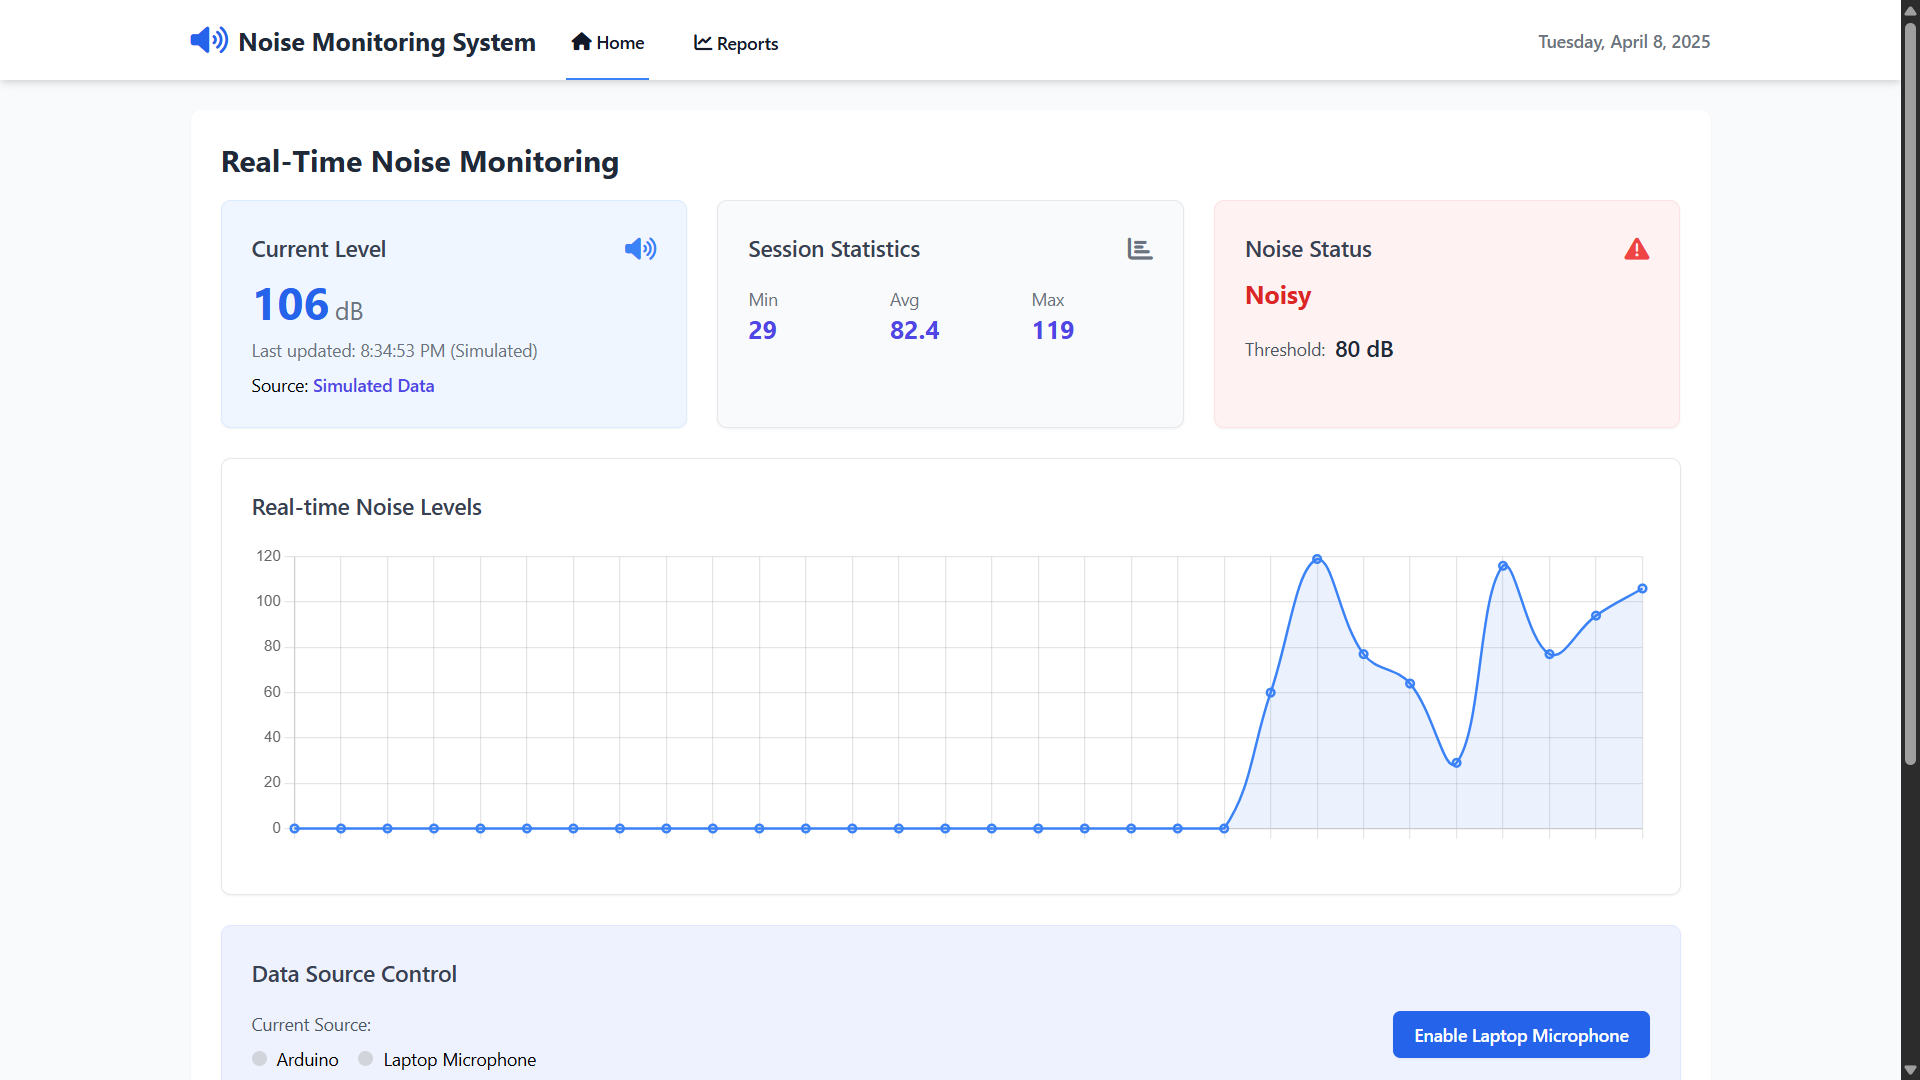 Noise Monitoring System
Home
Reports
Tuesday, April 8, 2025
Real-Time Noise Monitoring
Current Level
106 dB
Last updated: 8:34:53 PM (Simulated)
Source: Simulated Data
Session Statistics
Min
Avg
Max
29
82.4
119
Noise Status
Noisy
Threshold: 80 dB
Real-time Noise Levels
120
100
80
60
40
20
0
Data Source Control
Current Source:
Arduino
Laptop Microphone
Enable Laptop Microphone